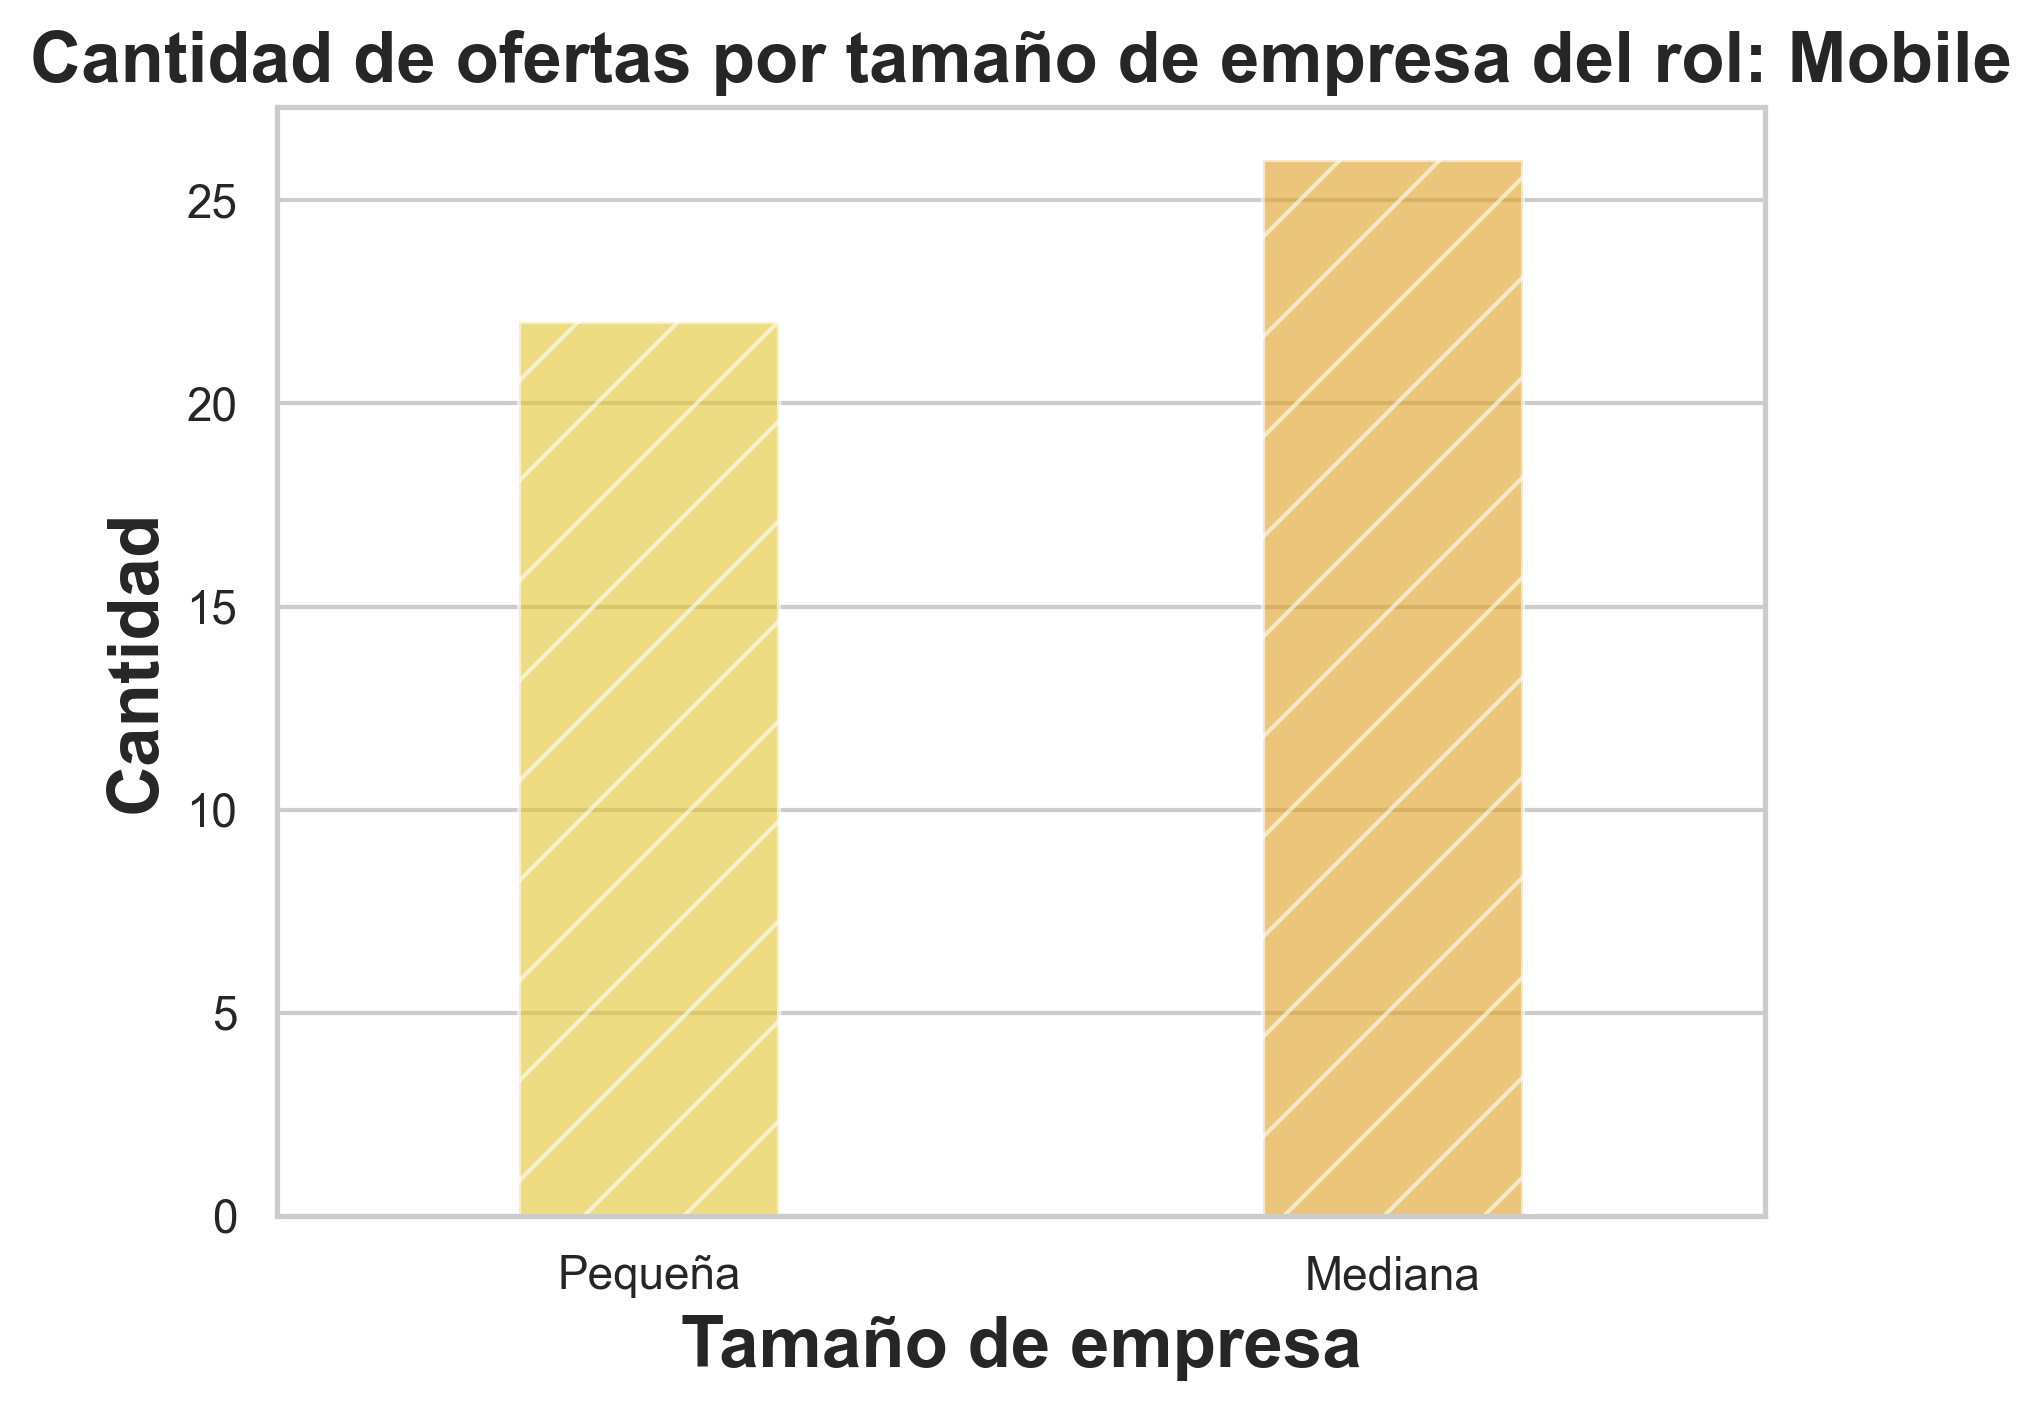 Cantidad de ofertas por tamaño de empresa del rol: Mobile
Cantidad
25
20
15
10
5
0
Pequeña
Mediana
Tamaño de empresa